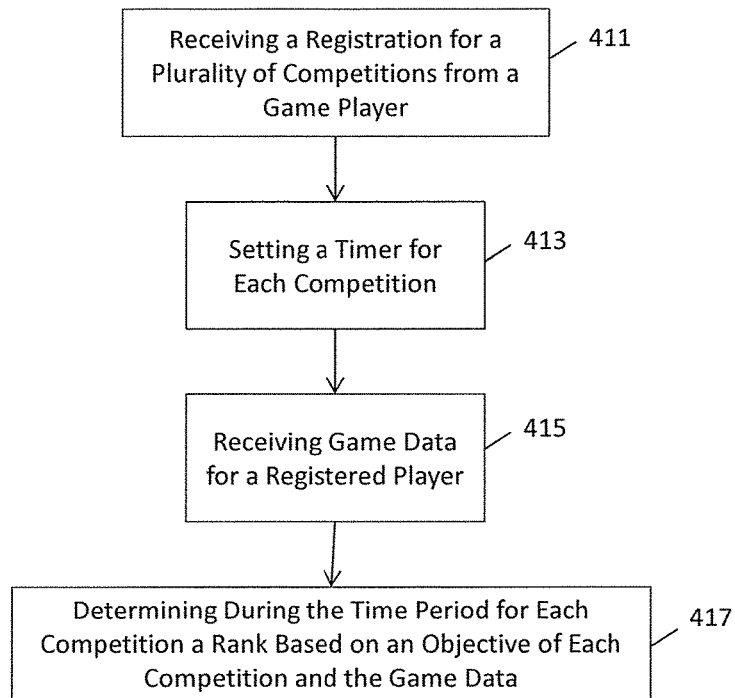 Receiving a Registration for a
Plurality of Competitions from a
Game Player
411
Setting a Timer for
Each Competition
413
Receiving Game Data
for a Registered Player
415
Determining During the Time Period for Each
Competition a Rank Based on an Objective of Each
Competition and the Game Data
417